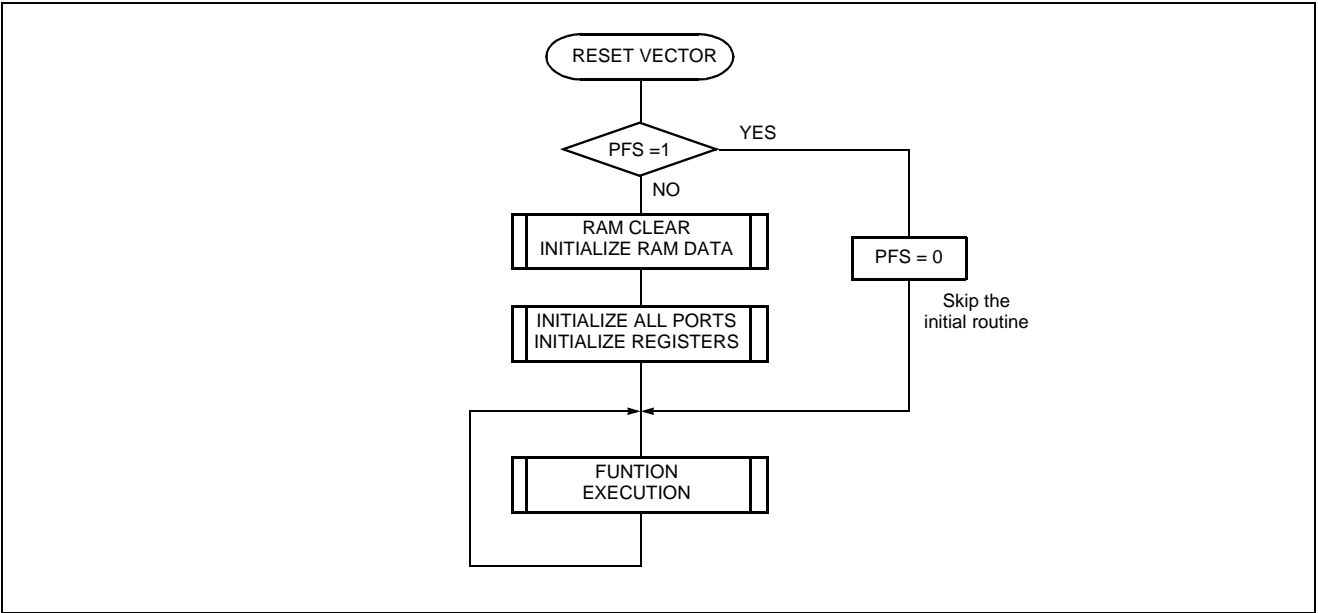 RESET VECTOR
PFS =1
YES
NO
RAM CLEAR
INITIALIZE RAM DATA
PFS = 0
Skip the
initial routine
INITIALIZE ALL PORTS
INITIALIZE REGISTERS
FUNTION
EXECUTION